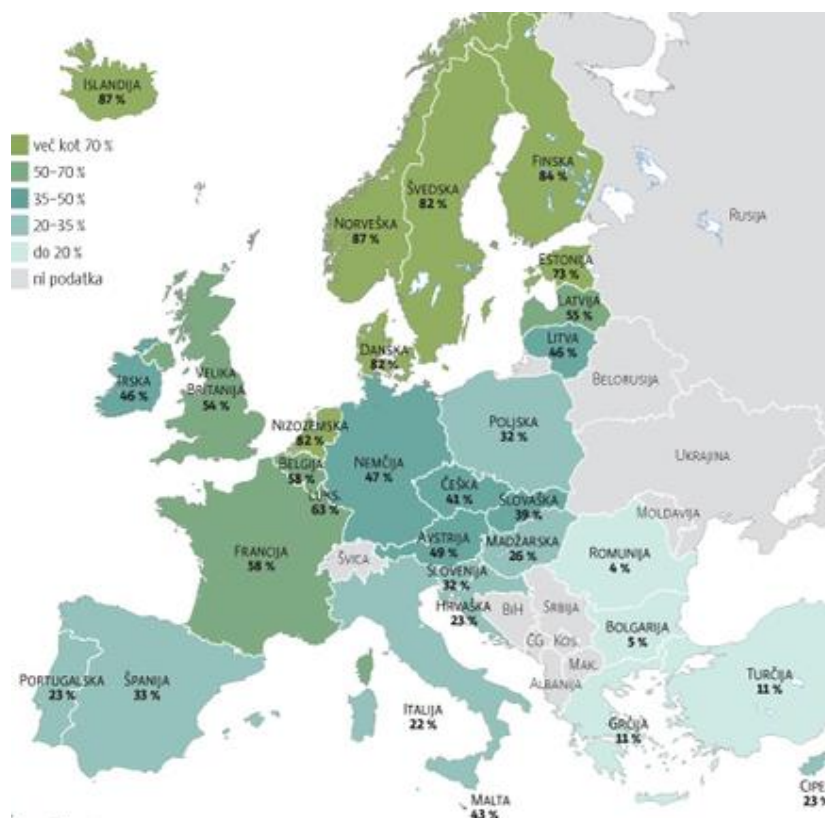 ISLANDIJA
87 %
več kot 70 %
50–70 %
35–50 %
20–35 %
do 20 %
ni podatka
FINSKA
84 %
ŠVEDSKA
82 %
NORVEŠKA
87 %
RUSIJA
ESTONIJA
73 %
LATVIJA
55 %
LITVA
46 %
DANSKA
82 %
IRSKA
46 %
VELIKA
BRITANIJA
54 %
BELORUSIJA
NIZOZEMSKA
82 %
POLJSKA
32 %
BELGIJA
58 %
NEMČIJA
47 %
UKRAJINA
LUKS.
63 %
ČEŠKA
41 %
SLOVAŠKA
39 %
MOLDAVIJA
AVSTRIJA
49 %
MADŽARSKA
26 %
FRANCIJA
58 %
ŠVICA
ROMUNIJA
4 %
SLOVENIJA
32 %
HRVAŠKA
23 %
BIH
SRBIJA
BOLGARIJA
5 %
ČG
KOS.
MAK.
ALBANIJA
PORTUGALSKA
23 %
ŠPANIJA
33 %
TURČIJA
11 %
ITALIJA
22 %
GRČIJA
11 %
MALTA
43 %
CIPER
23 %